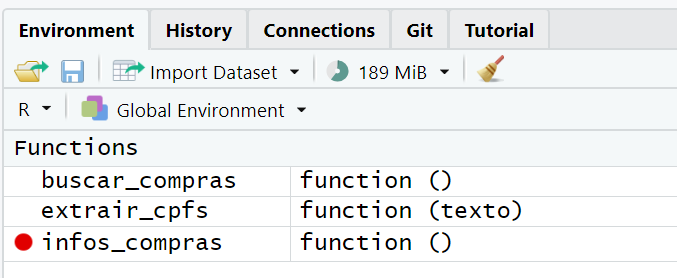 Environment History Connections Git Tutorial
Import Dataset 189 MiB
R Global Environment
Functions
buscar_compras function ()
extrair_cpfs function (texto)
infos_compras function ()